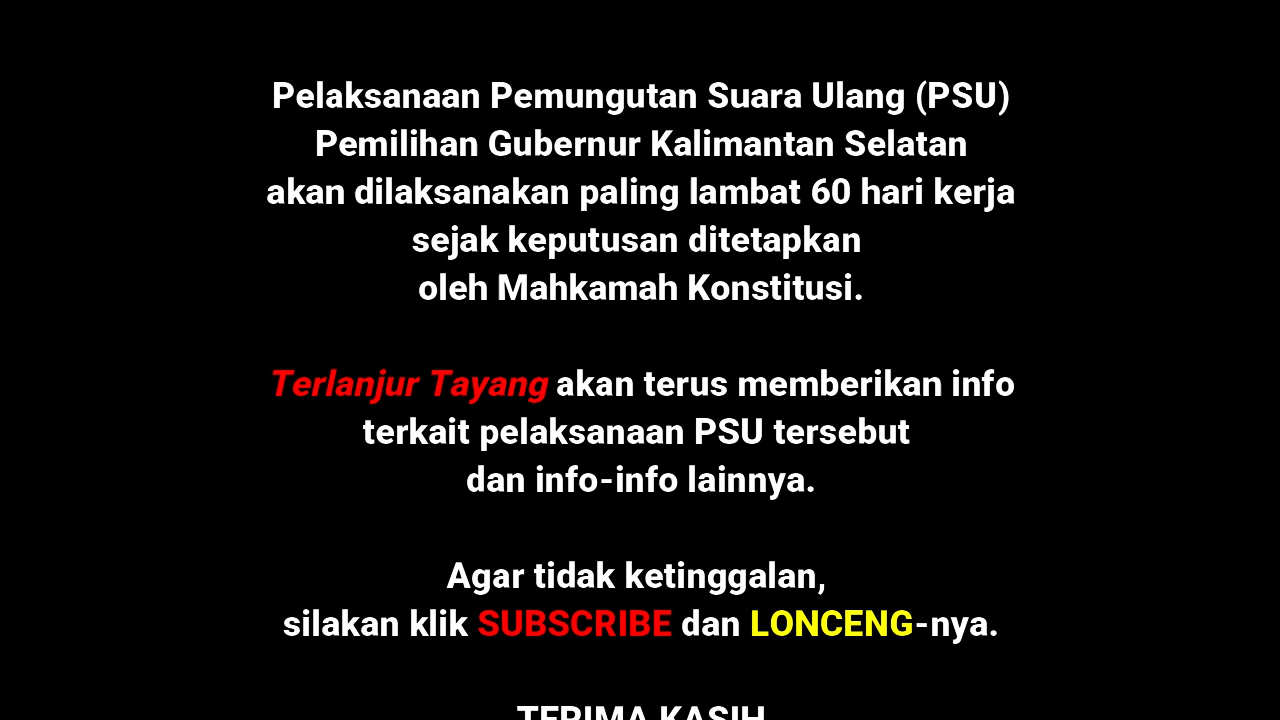 Pelaksanaan Pemungutan Suara Ulang (PSU)
Pemilihan Gubernur Kalimantan Selatan
akan dilaksanakan paling lambat 60 hari kerja
sejak keputusan ditetapkan
oleh Mahkamah Konstitusi.
Terlanjur Tayang akan terus memberikan info
terkait pelaksanaan PSU tersebut
dan info-info lainnya.
Agar tidak ketinggalan,
silakan klik SUBSCRIBE dan LONCENG-nya.
TERIMA KASIH